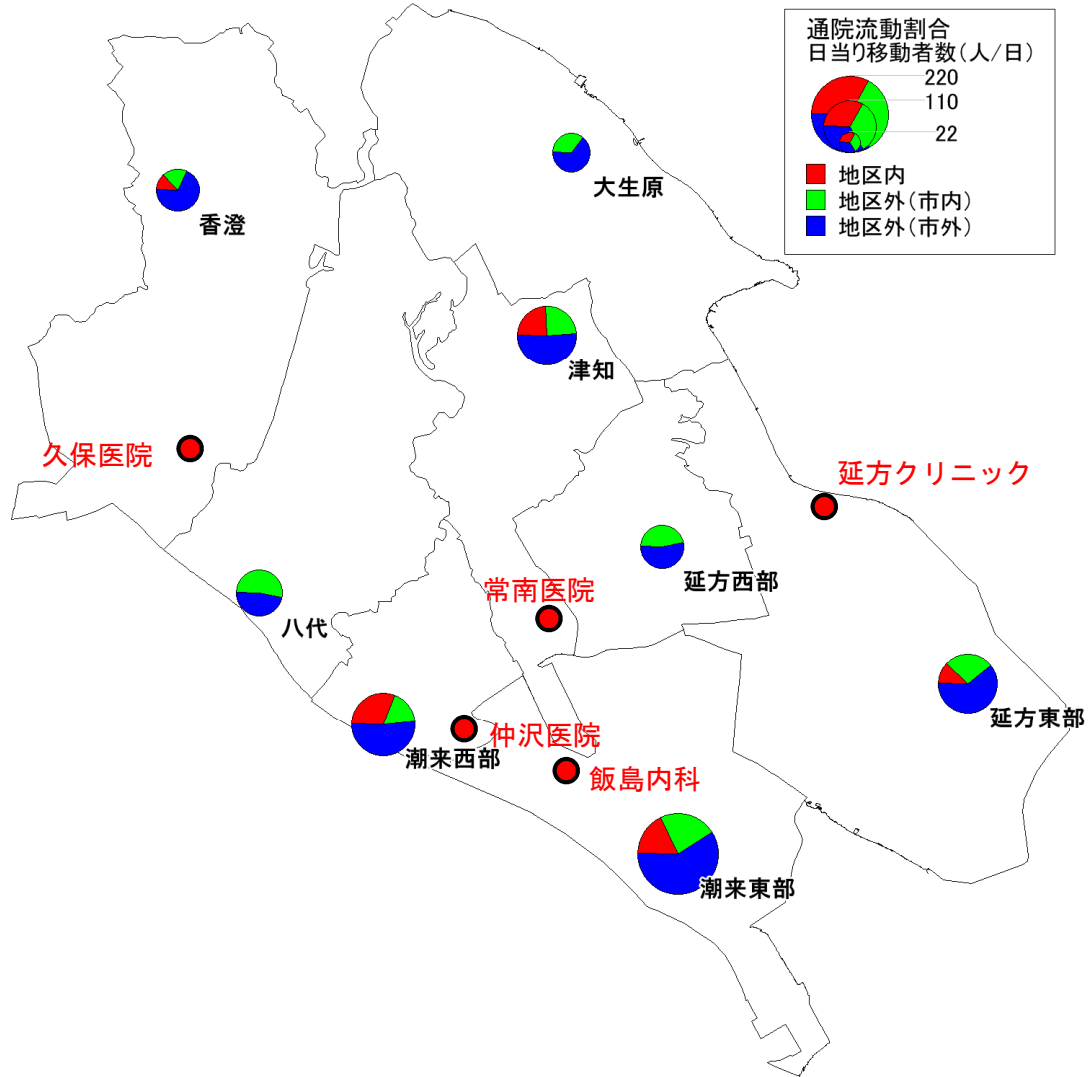 通院流動割合
日当り移動者数(人/日)
220
110
22
地区内
地区外(市内)
地区外(市外)
大生原
香澄
津知
久保医院
延方クリニック
延方西部
常南医院
八代
延方東部
仲沢医院
潮来西部
飯島内科
潮来東部